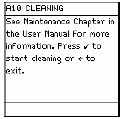 A10 CLEANING
See Maintenance Chapter in
the User Manual for more
information. Press ✔ to
start cleaning or ← to
exit.